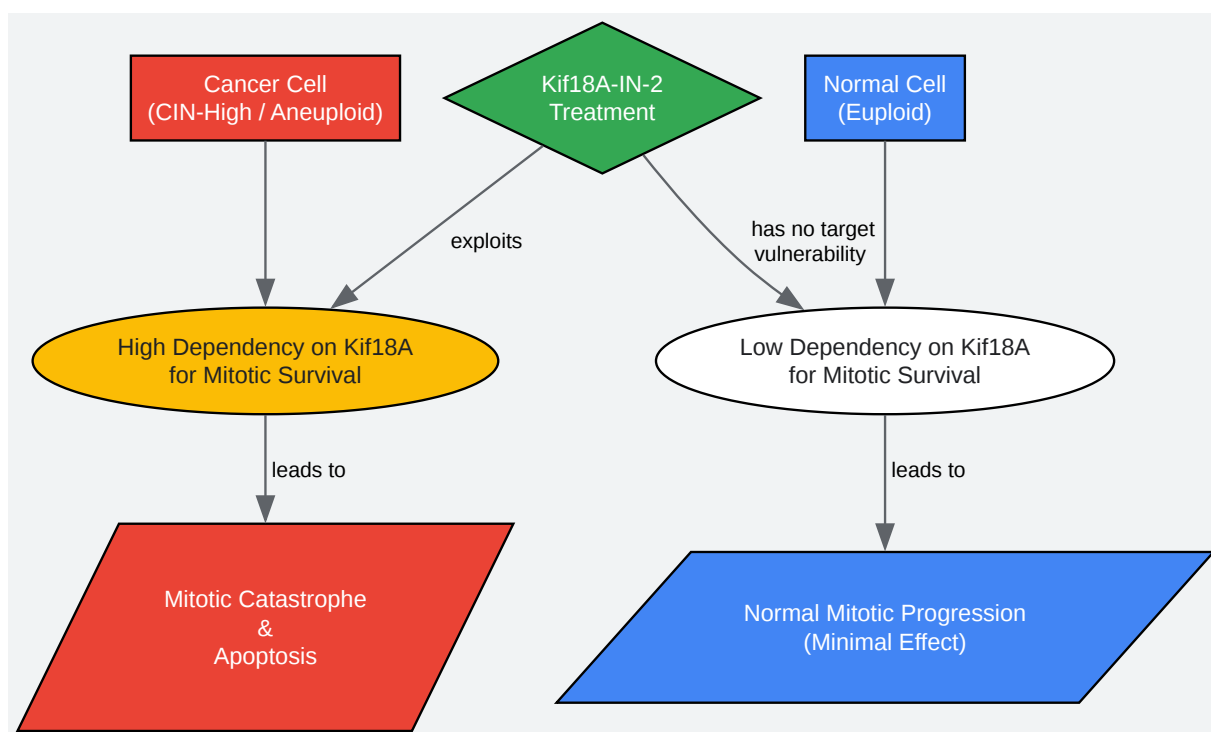 Cancer Cell
(CIN-High / Aneuploid)
Kif18A-IN-2
Treatment
Normal Cell
(Euploid)
exploits
has no target
vulnerability
High Dependency on Kif18A
for Mitotic Survival
Low Dependency on Kif18A
for Mitotic Survival
leads to
leads to
Mitotic Catastrophe
&
Apoptosis
Normal Mitotic Progression
(Minimal Effect)